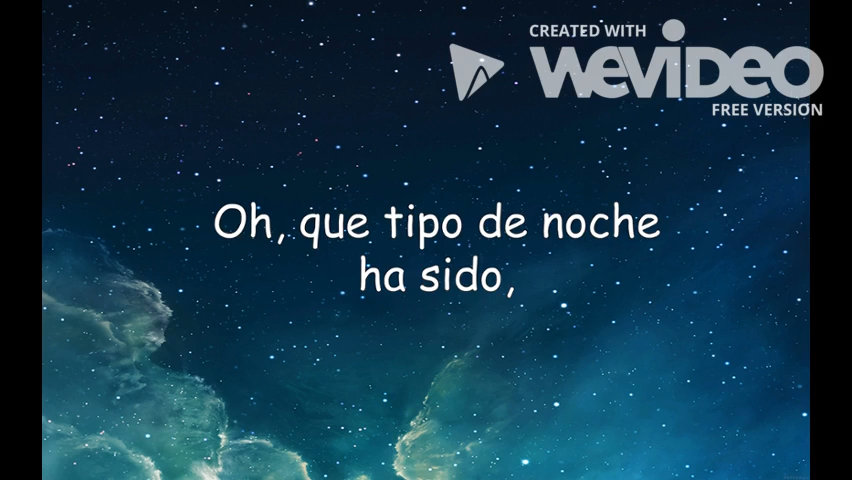 CREATED WITH
WeVideo
FREE VERSION
Oh, que tipo de noche
ha sido,